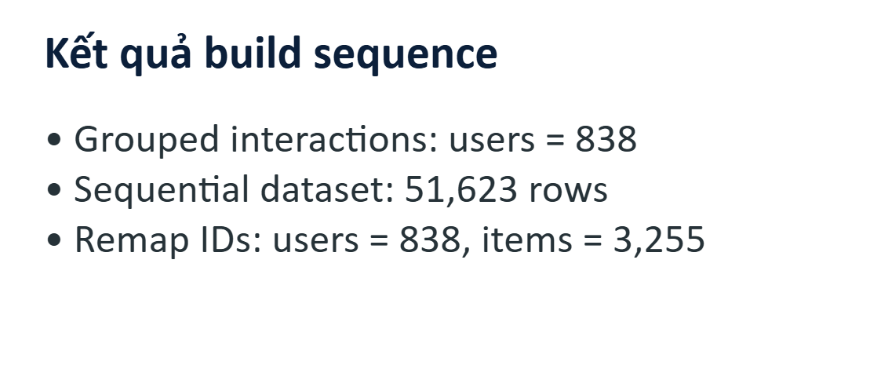 Kết quả build sequence
• Grouped interactions: users = 838
• Sequential dataset: 51,623 rows
• Remap IDs: users = 838, items = 3,255